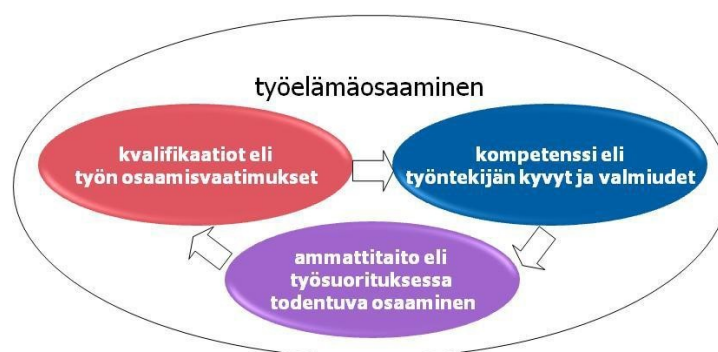 työelämäosaaminen
kvalifikaatiot eli
työn osaamisvaatimukset
kompetenssi eli
työntekijän kyvyt ja valmiudet
ammattitaito eli
työsuorituksessa
todentuva osaaminen